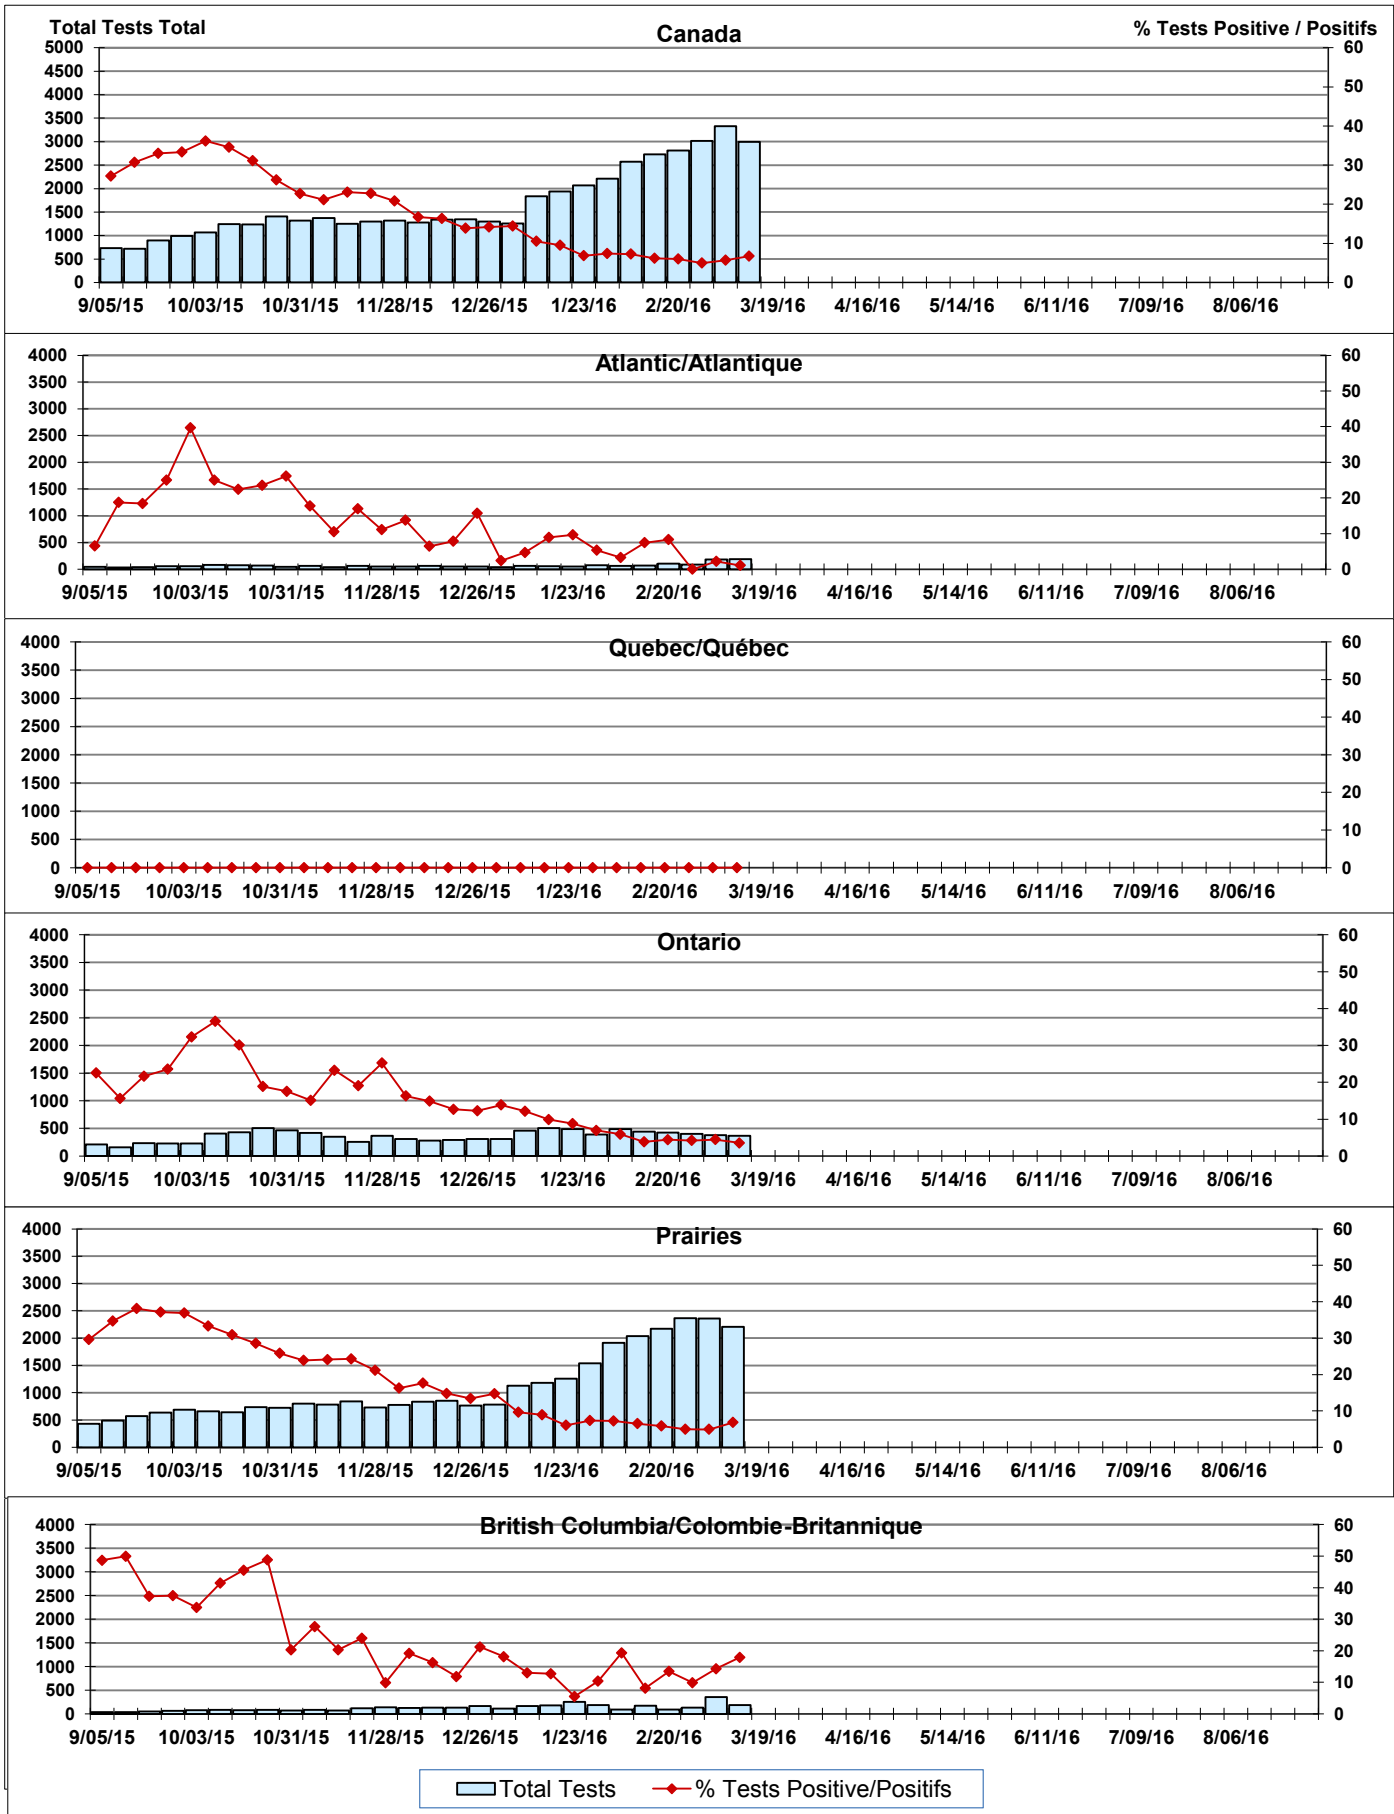 Total Tests Total
Canada
% Tests Positive / Positifs
5000 4500 4000 3500 3000 2500 2000 1500 1000 500 0
60 50 40 30 20 10 0
9/05/15 10/03/15 10/31/15 11/28/15 12/26/15 1/23/16 2/20/16 3/19/16 4/16/16 5/14/16 6/11/16 7/09/16 8/06/16
Atlantic/Atlantique
4000 3500 3000 2500 2000 1500 1000 500 0
60 50 40 30 20 10 0
9/05/15 10/03/15 10/31/15 11/28/15 12/26/15 1/23/16 2/20/16 3/19/16 4/16/16 5/14/16 6/11/16 7/09/16 8/06/16
Quebec/Québec
4000 3500 3000 2500 2000 1500 1000 500 0
60 50 40 30 20 10 0
9/05/15 10/03/15 10/31/15 11/28/15 12/26/15 1/23/16 2/20/16 3/19/16 4/16/16 5/14/16 6/11/16 7/09/16 8/06/16
Ontario
4000 3500 3000 2500 2000 1500 1000 500 0
60 50 40 30 20 10 0
9/05/15 10/03/15 10/31/15 11/28/15 12/26/15 1/23/16 2/20/16 3/19/16 4/16/16 5/14/16 6/11/16 7/09/16 8/06/16
Prairies
4000 3500 3000 2500 2000 1500 1000 500 0
60 50 40 30 20 10 0
9/05/15 10/03/15 10/31/15 11/28/15 12/26/15 1/23/16 2/20/16 3/19/16 4/16/16 5/14/16 6/11/16 7/09/16 8/06/16
British Columbia/Colombie-Britannique
4000 3500 3000 2500 2000 1500 1000 500 0
60 50 40 30 20 10 0
9/05/15 10/03/15 10/31/15 11/28/15 12/26/15 1/23/16 2/20/16 3/19/16 4/16/16 5/14/16 6/11/16 7/09/16 8/06/16
Total Tests
% Tests Positive/Positifs